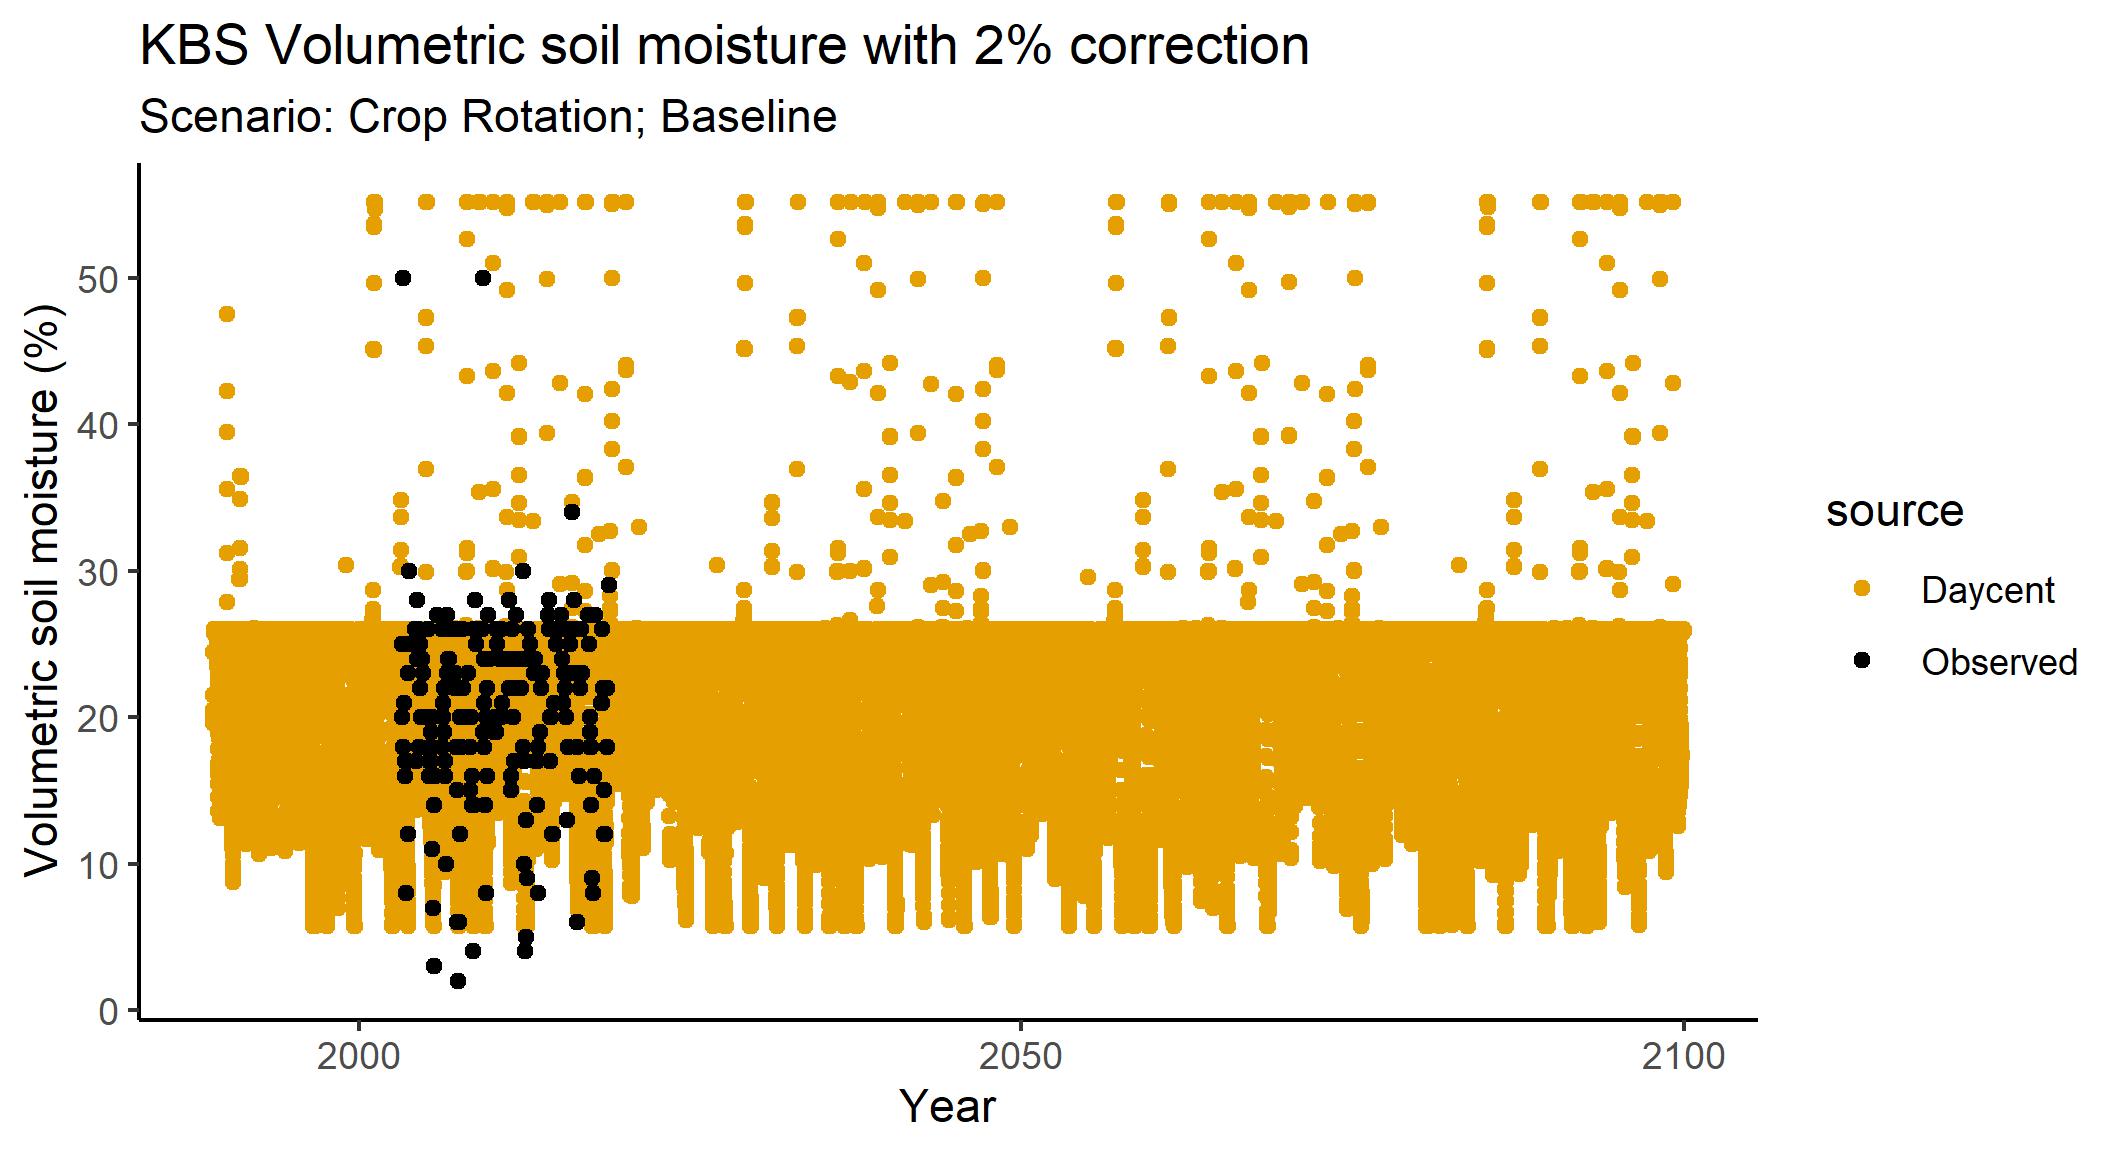 KBS Volumetric soil moisture with 2% correction
Scenario: Crop Rotation; Baseline
Volumetric soil moisture (%)
50
40
30
20
10
0
2000 2050 2100
Year
source
Daycent
Observed